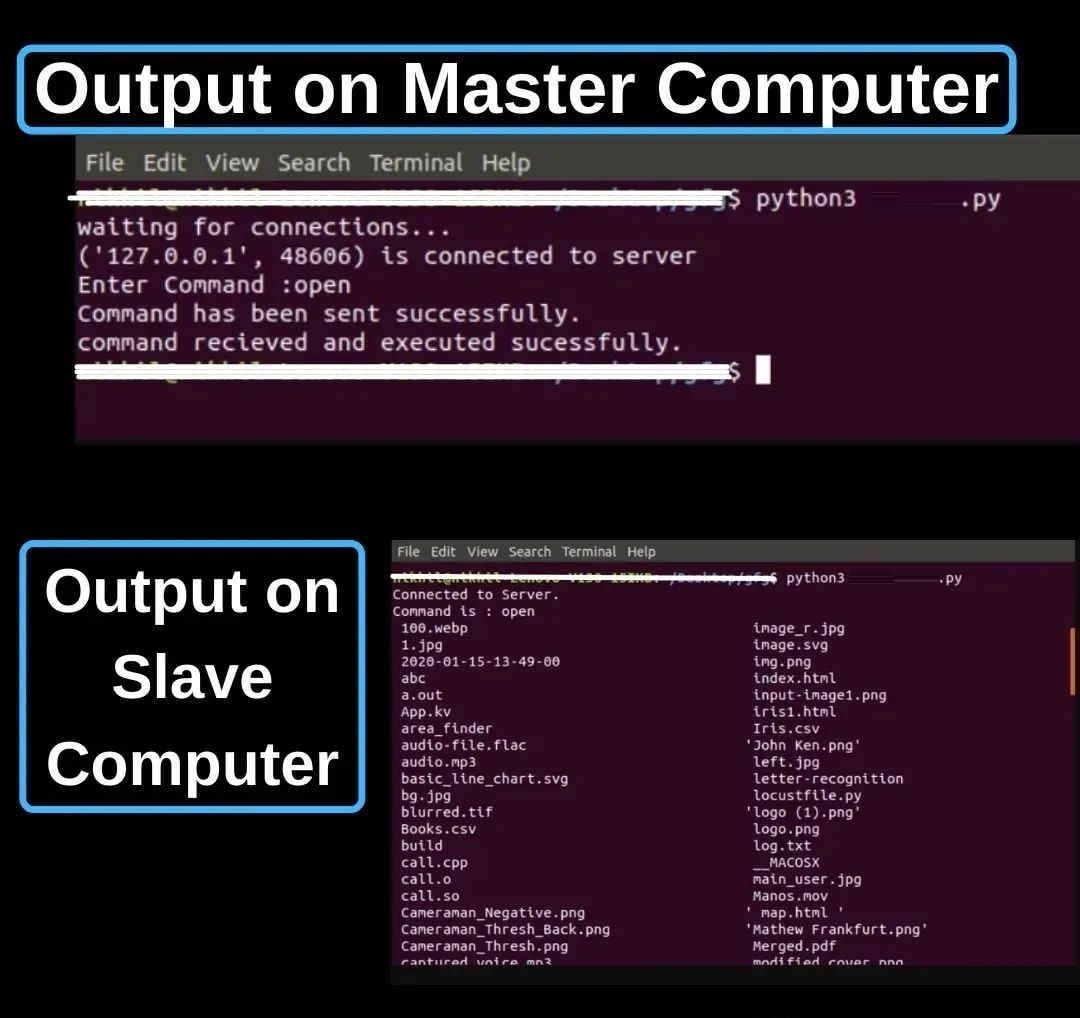 Output on Master Computer
File Edit View Search Terminal Help
$ python3 .py
waiting for connections...
('127.0.0.1', 48606) is connected to server
Enter Command :open
Command has been sent successfully.
command recieved and executed sucessfully.
$
Output on
Slave
Computer
File Edit View Search Terminal Help
$ python3 .py
Connected to Server.
Command is : open
100.webp image_r.jpg
1.jpg image.svg
2020-01-15-13-49-00 img.png
abc index.html
a.out input-image1.png
App.kv iris1.html
area_finder Iris.csv
audio-file.flac 'John Ken.png'
audio.mp3 left.jpg
basic_line_chart.svg letter-recognition
bg.jpg locustfile.py
blurred.tif 'logo (1).png'
Books.csv logo.png
build log.txt
call.cpp __MACOSX
call.o main_user.jpg
call.so Manos.mov
Cameraman_Negative.png ' map.html '
Cameraman_Thresh_Back.png 'Mathew Frankfurt.png'
Cameraman_Thresh.png Merged.pdf
captured_voice.mp3 modified_cover.png